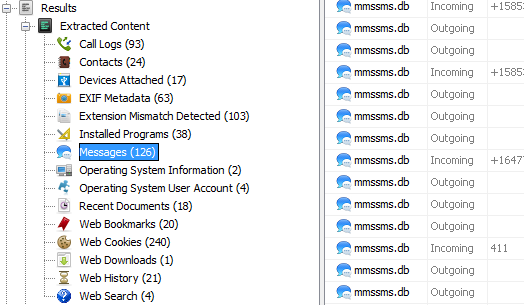 Results
Extracted Content
Call Logs (93)
Contacts (24)
Devices Attached (17)
EXIF Metadata (63)
Extension Mismatch Detected (103)
Installed Programs (38)
Messages (126)
Operating System Information (2)
Operating System User Account (4)
Recent Documents (18)
Web Bookmarks (20)
Web Cookies (240)
Web Downloads (1)
Web History (21)
Web Search (4)
mmssms.db Incoming +1585
mmssms.db Outgoing
mmssms.db Outgoing
mmssms.db Incoming +1585
mmssms.db Outgoing
mmssms.db Outgoing
mmssms.db Outgoing
mmssms.db Incoming +1647
mmssms.db Outgoing
mmssms.db Outgoing
mmssms.db Outgoing
mmssms.db Incoming 411
mmssms.db Outgoing
mmssms.db Outgoing